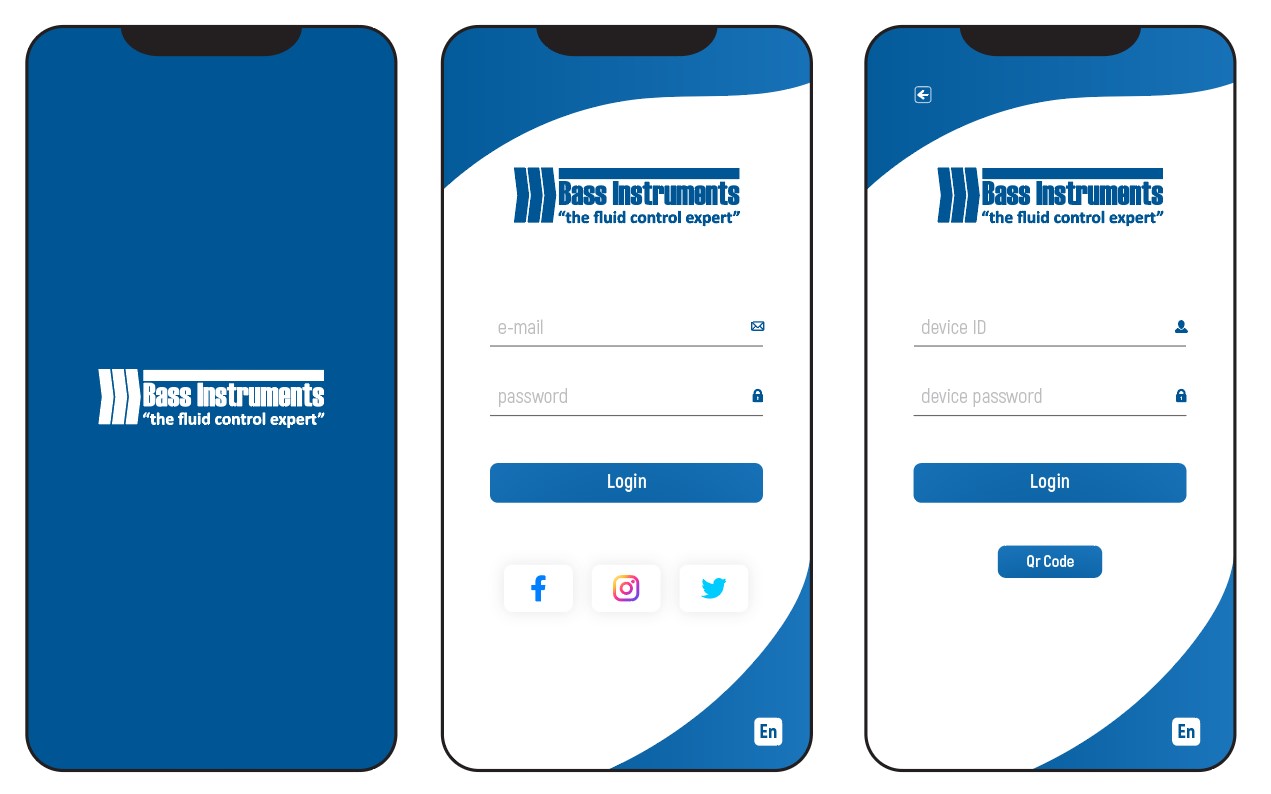 Bass Instruments
“the fluid control expert”
Bass Instruments
“the fluid control expert”
e-mail
password
Login
En
Bass Instruments
“the fluid control expert”
device ID
device password
Login
Qr Code
En